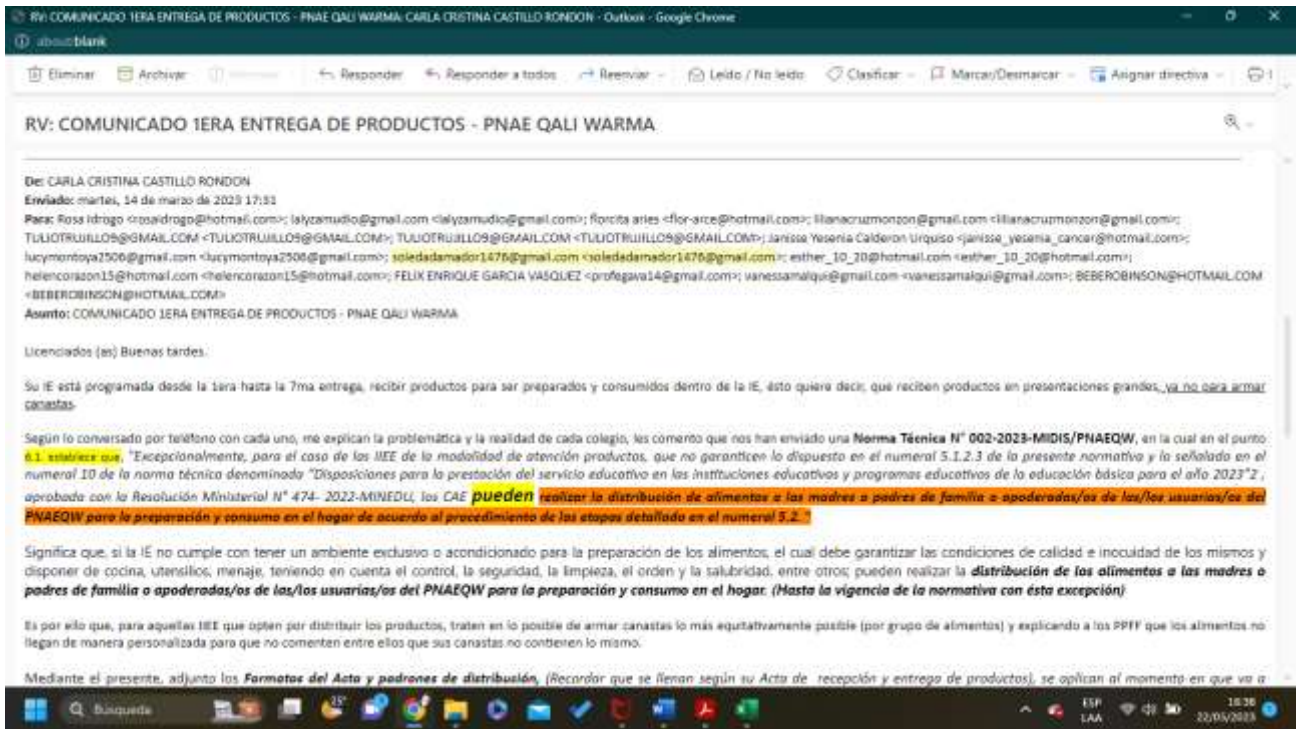 RV: COMUNICADO 1ERA ENTREGA DE PRODUCTOS - PNAE QALI WARMA: CARLA CRISTINA CASTILLO RONDON - Outlook - Google Chrome
about:blank
Eliminar Archivar Responder Responder a todos Reenviar Leído / No leído Clasificar Marcar/Desmarcar Asignar directiva
RV: COMUNICADO 1ERA ENTREGA DE PRODUCTOS - PNAE QALI WARMA
De: CARLA CRISTINA CASTILLO RONDON
Enviado: martes, 14 de marzo de 2023 17:31
Para: Rosa Idrogo <rosaidrogo@hotmail.com>; lalyzamudio@gmail.com <lalyzamudio@gmail.com>; florcita aries <flor-arce@hotmail.com>; lilianacruzmonzon@gmail.com <lilianacruzmonzon@gmail.com>;
TULIOTRUJILLO9@GMAIL.COM <TULIOTRUJILLO9@GMAIL.COM>; TULIOTRUJILLO9@GMAIL.COM <TULIOTRUJILLO9@GMAIL.COM>; Janisse Yesenia Calderon Urquiso <janisse_yesenia_cancer@hotmail.com>;
lucymontoya2506@gmail.com <lucymontoya2506@gmail.com>; soledadamador1476@gmail.com <soledadamador1476@gmail.com>; esther_10_20@hotmail.com <esther_10_20@hotmail.com>;
helencorazon15@hotmail.com <helencorazon15@hotmail.com>; FELIX ENRIQUE GARCIA VASQUEZ <profegava14@gmail.com>; vanessamalqui@gmail.com <vanessamalqui@gmail.com>; BEBEROBINSON@HOTMAIL.COM
<BEBEROBINSON@HOTMAIL.COM>
Asunto: COMUNICADO 1ERA ENTREGA DE PRODUCTOS - PNAE QALI WARMA
Licenciados (as) Buenas tardes.
Su IE está programada desde la 1era hasta la 7ma entrega, recibir productos para ser preparados y consumidos dentro de la IE, ésto quiere decir, que reciben productos en presentaciones grandes, ya no para armar
canastas.
Según lo conversado por teléfono con cada uno, me explican la problemática y la realidad de cada colegio, les comento que nos han enviado una Norma Técnica N° 002-2023-MIDIS/PNAEQW, en la cual en el punto
6.1. establece que, "Excepcionalmente, para el caso de las IIEE de la modalidad de atención productos, que no garanticen lo dispuesto en el numeral 5.1.2.3 de la presente normativa y lo señalado en el
numeral 10 de la norma técnica denominada "Disposiciones para la prestación del servicio educativo en las instituciones educativas y programas educativos de la educación básica para el año 2023"2 ,
aprobada con la Resolución Ministerial N° 474- 2022-MINEDU, los CAE pueden realizar la distribución de alimentos a las madres o padres de familia o apoderadas/os de las/los usuarias/os del
PNAEQW para la preparación y consumo en el hogar de acuerdo al procedimiento de las etapas detallado en el numeral 5.2. "
Significa que, si la IE no cumple con tener un ambiente exclusivo o acondicionado para la preparación de los alimentos, el cual debe garantizar las condiciones de calidad e inocuidad de los mismos y
disponer de cocina, utensilios, menaje, teniendo en cuenta el control, la seguridad, la limpieza, el orden y la salubridad, entre otros; pueden realizar la distribución de los alimentos a las madres o
padres de familia o apoderadas/os de las/los usuarias/os del PNAEQW para la preparación y consumo en el hogar. (Hasta la vigencia de la normativa con ésta excepción)
Es por ello que, para aquellas IIEE que opten por distribuir los productos, traten en lo posible de armar canastas lo más equitativamente posible (por grupo de alimentos) y explicando a los PPFF que los alimentos no
llegan de manera personalizada para que no comenten entre ellos que sus canastas no contienen lo mismo.
Mediante el presente, adjunto los Formatos del Acta y padrones de distribución, (Recordar que se llenan según su Acta de recepción y entrega de productos), se aplican al momento en que va a
Búsqueda
25°
ESP
LAA
16:36
22/05/2023